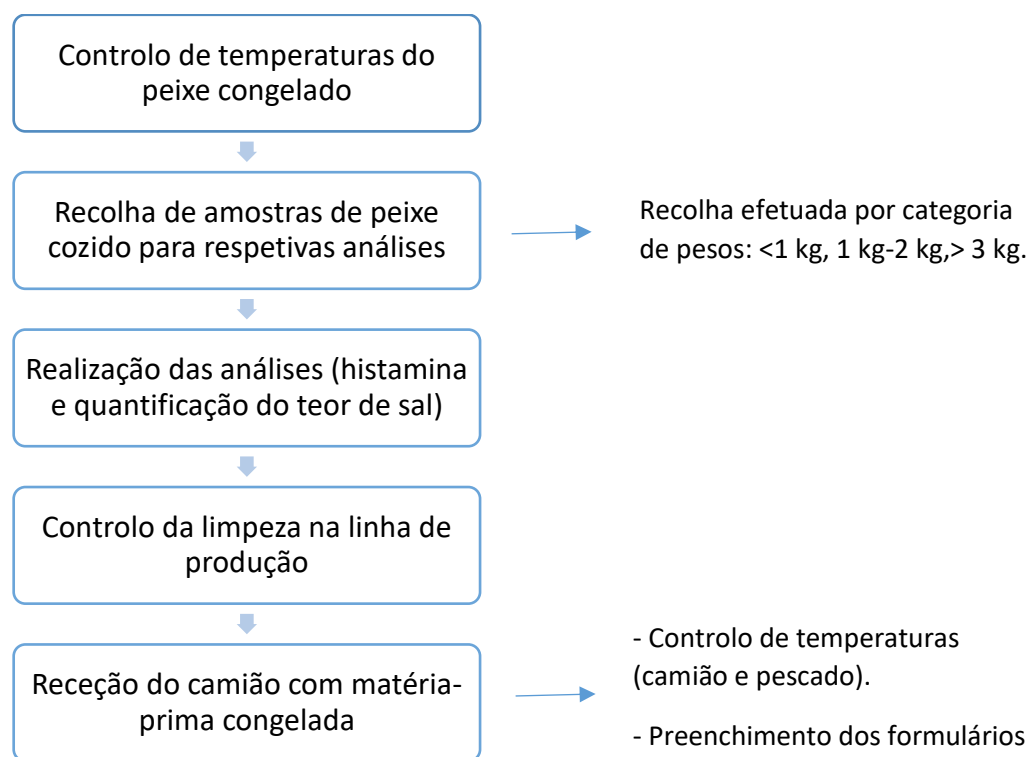 Controlo de temperaturas do
peixe congelado
Recolha de amostras de peixe
cozido para respetivas análises
Recolha efetuada por categoria
de pesos: <1 kg, 1 kg-2 kg,> 3 kg.
Realização das análises (histamina
e quantificação do teor de sal)
Controlo da limpeza na linha de
produção
Receção do camião com matéria-
prima congelada
- Controlo de temperaturas
(camião e pescado).
- Preenchimento dos formulários